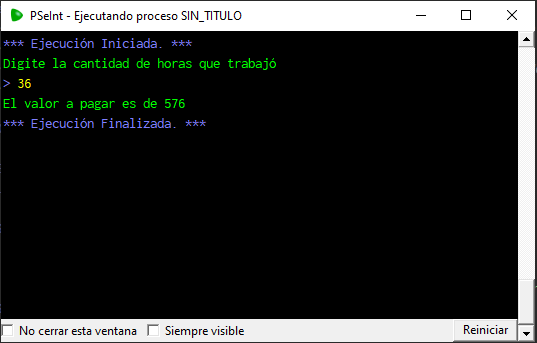 PSeInt - Ejecutando proceso SIN_TITULO
*** Ejecución Iniciada. ***
Digite la cantidad de horas que trabajó
> 36
El valor a pagar es de 576
*** Ejecución Finalizada. ***
No cerrar esta ventana Siempre visible Reiniciar